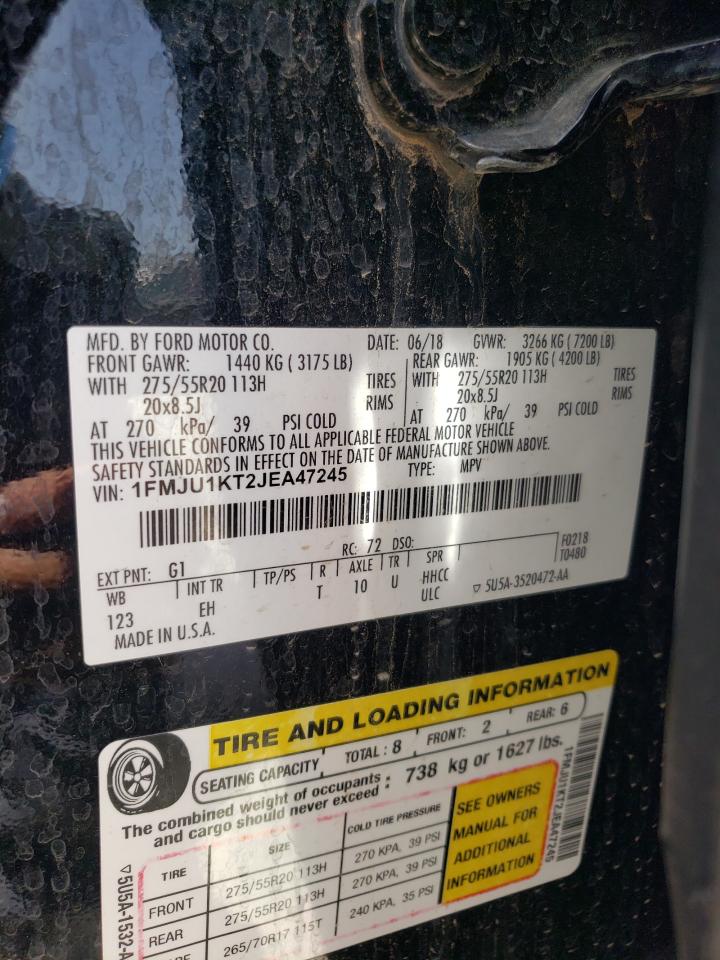 MFD. BY FORD MOTOR CO. DATE: 06/18 GVWR: 3266 KG ( 7200 LB)
FRONT GAWR: 1440 KG ( 3175 LB) REAR GAWR: 1905 KG ( 4200 LB)
WITH 275/55R20 113H TIRES WITH 275/55R20 113H TIRES
20x8.5J RIMS 20x8.5J RIMS
AT 270 kPa/ 39 PSI COLD AT 270 kPa/ 39 PSI COLD
THIS VEHICLE CONFORMS TO ALL APPLICABLE FEDERAL MOTOR VEHICLE
SAFETY STANDARDS IN EFFECT ON THE DATE OF MANUFACTURE SHOWN ABOVE.
VIN: 1FMJU1KT2JEA47245 TYPE: MPV
F0218
T0480
EXT PNT: G1 RC: 72 DSO:
WB INT TR TP/PS R AXLE TR SPR
123 EH T 10 U HHCC
ULC
5U5A-3520472-AA
MADE IN U.S.A.
TIRE AND LOADING INFORMATION
SEATING CAPACITY TOTAL : 8 FRONT: 2 REAR: 6
The combined weight of occupants and cargo should never exceed : 738 kg or 1627 lbs.
TIRE SIZE COLD TIRE PRESSURE
FRONT 275/55R20 113H 270 KPA, 39 PSI
REAR 275/55R20 113H 270 KPA, 39 PSI
265/70R17 115T 240 KPA, 35 PSI
SEE OWNERS
MANUAL FOR
ADDITIONAL
INFORMATION
1FMJU1KT2JEA47245
5U5A-1532-A